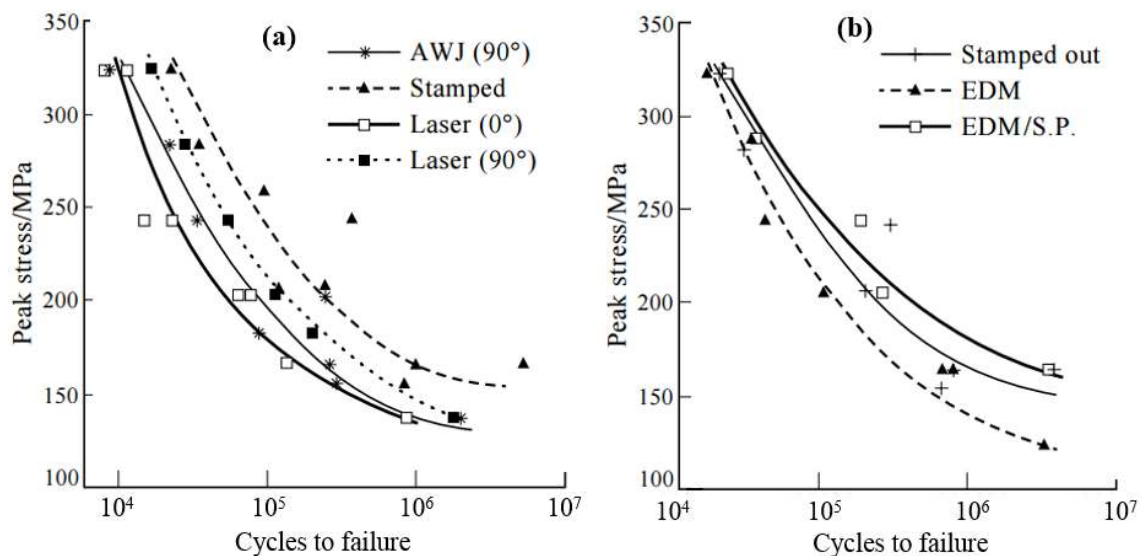 (a)
AWJ (90°)
Stamped
Laser (0°)
Laser (90°)
350
300
250
200
150
100
Peak stress/MPa
10⁴
10⁵
10⁶
10⁷
Cycles to failure
(b)
Stamped out
EDM
EDM/S.P.
350
300
250
200
150
100
Peak stress/MPa
10⁴
10⁵
10⁶
10⁷
Cycles to failure